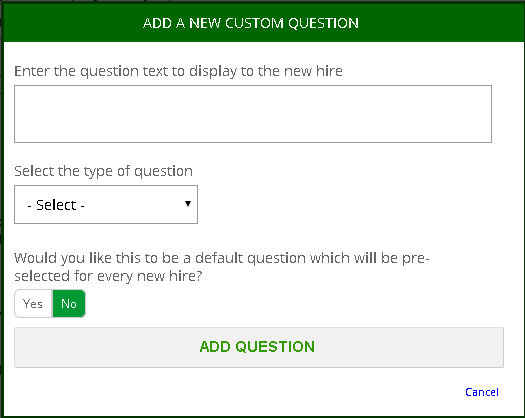 ADD A NEW CUSTOM QUESTION
Enter the question text to display to the new hire
Select the type of question
- Select -
Would you like this to be a default question which will be pre-
selected for every new hire?
Yes No
ADD QUESTION
Cancel